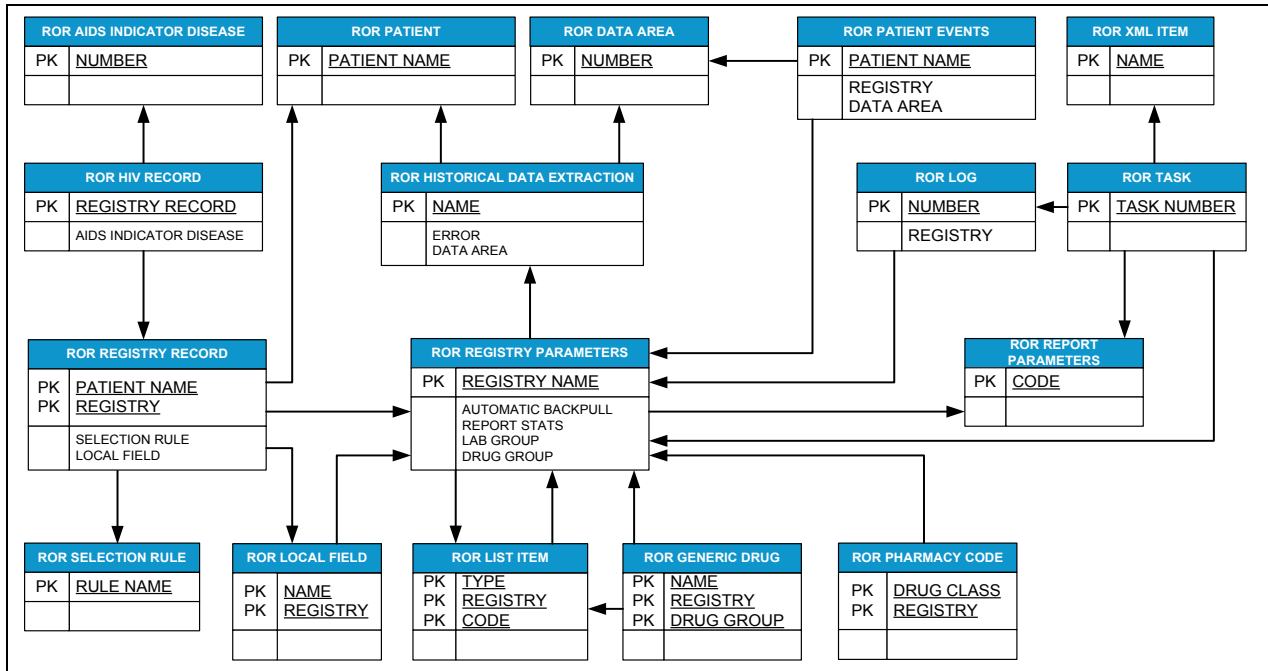 ROR AIDS INDICATOR DISEASE
PK NUMBER
ROR PATIENT
PK PATIENT NAME
ROR DATA AREA
PK NUMBER
ROR PATIENT EVENTS
PK PATIENT NAME
REGISTRY
DATA AREA
ROR XML ITEM
PK NAME
ROR HIV RECORD
PK REGISTRY RECORD
AIDS INDICATOR DISEASE
ROR HISTORICAL DATA EXTRACTION
PK NAME
ERROR
DATA AREA
ROR LOG
PK NUMBER
REGISTRY
ROR TASK
PK TASK NUMBER
ROR REGISTRY RECORD
PK PATIENT NAME
PK REGISTRY
SELECTION RULE
LOCAL FIELD
ROR REGISTRY PARAMETERS
PK REGISTRY NAME
AUTOMATIC BACKPULL
REPORT STATS
LAB GROUP
DRUG GROUP
ROR REPORT
PARAMETERS
PK CODE
ROR SELECTION RULE
PK RULE NAME
ROR LOCAL FIELD
PK NAME
PK REGISTRY
ROR LIST ITEM
PK TYPE
PK REGISTRY
PK CODE
ROR GENERIC DRUG
PK NAME
PK REGISTRY
PK DRUG GROUP
ROR PHARMACY CODE
PK DRUG CLASS
PK REGISTRY